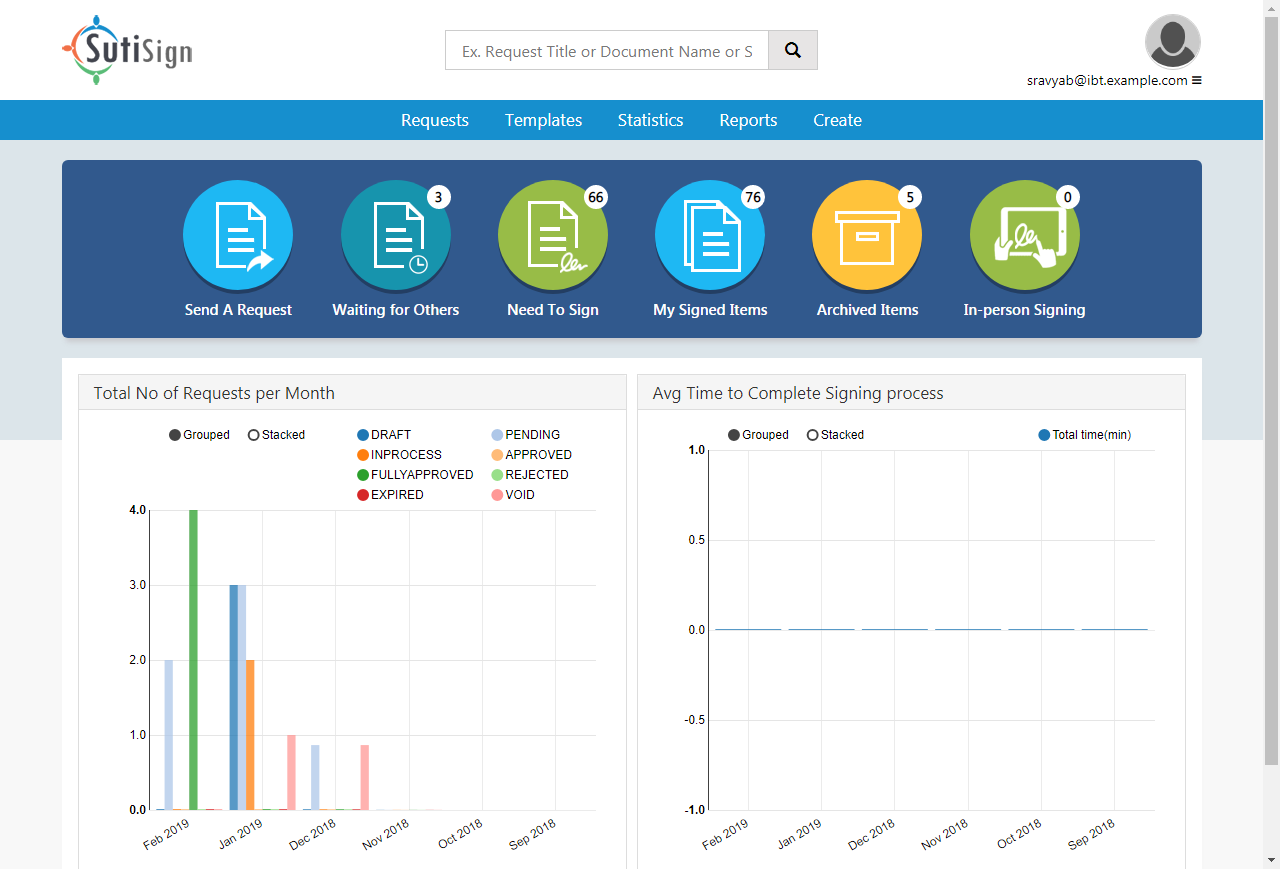 SutiSign
Ex. Request Title or Document Name or S
sravyab@ibt.example.com
Requests Templates Statistics Reports Create
3 66 76 5 0
Send A Request Waiting for Others Need To Sign My Signed Items Archived Items In-person Signing
Total No of Requests per Month
Grouped Stacked DRAFT PENDING
INPROCESS APPROVED
FULLYAPPROVED REJECTED
EXPIRED VOID
4.0
3.0
2.0
1.0
0.0
Feb 2019 Jan 2019 Dec 2018 Nov 2018 Oct 2018 Sep 2018
Avg Time to Complete Signing process
Grouped Stacked Total time(min)
1.0
0.5
0.0
-0.5
-1.0
Feb 2019 Jan 2019 Dec 2018 Nov 2018 Oct 2018 Sep 2018